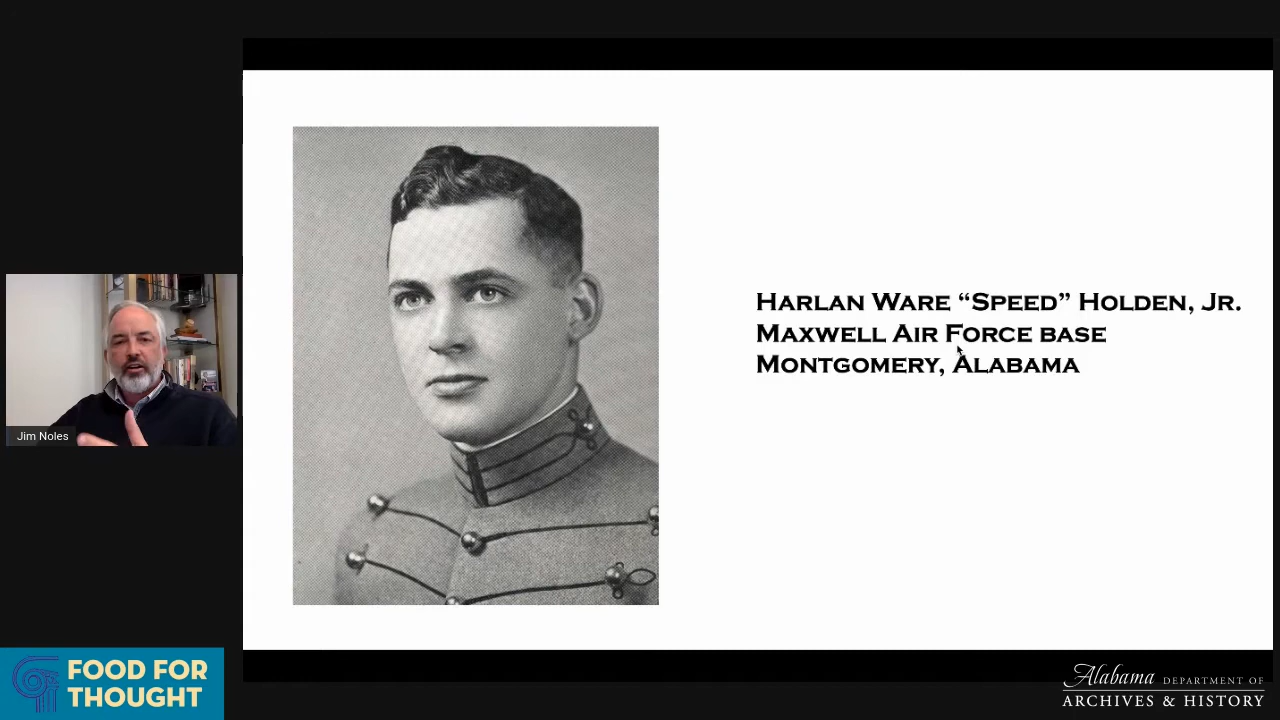 Harlan Ware “Speed” Holden, Jr.
Maxwell Air Force base
Montgomery, Alabama
Jim Noles
FOOD FOR
THOUGHT
Alabama DEPARTMENT OF
ARCHIVES & HISTORY